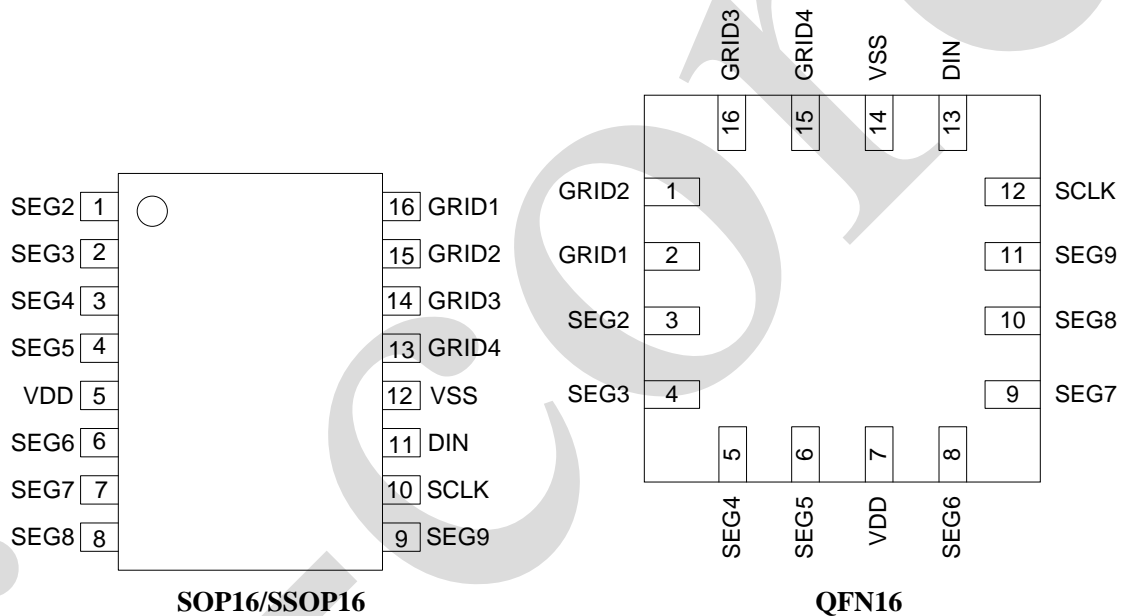 SEG2 1
SEG3 2
SEG4 3
SEG5 4
VDD 5
SEG6 6
SEG7 7
SEG8 8
16 GRID1
15 GRID2
14 GRID3
13 GRID4
12 VSS
11 DIN
10 SCLK
9 SEG9
SOP16/SSOP16
GRID3 GRID4 VSS DIN
16 15 14 13
GRID2 1
GRID1 2
SEG2 3
SEG3 4
12 SCLK
11 SEG9
10 SEG8
9 SEG7
5 6 7 8
SEG4 SEG5 VDD SEG6
QFN16